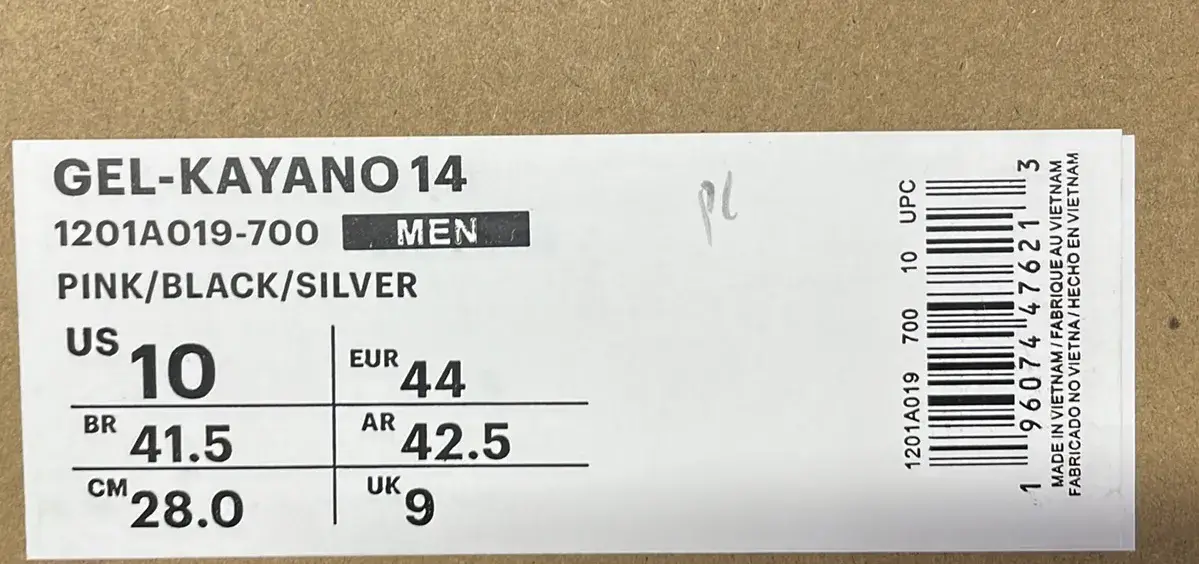 GEL-KAYANO 14
1201A019-700 MEN
PINK/BLACK/SILVER
US 10 EUR 44
BR 41.5 AR 42.5
CM 28.0 UK 9
1201A019 700 10 UPC
1 96074 47621 3
MADE IN VIETNAM / FABRIQUE AU VIETNAM
FABRICADO NO VIETNA / HECHO EN VIETNAM